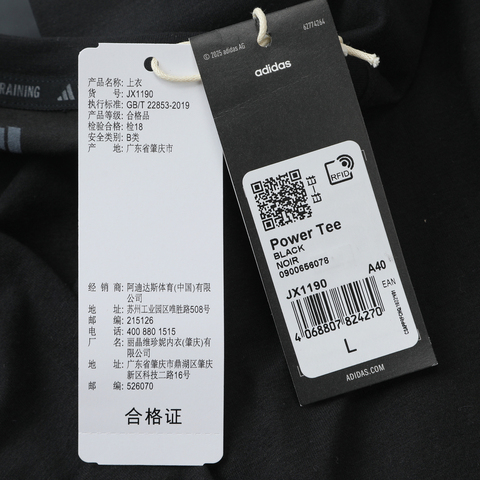 TRAINING
产品名称: 上衣
货 号: JX1190
执行标准: GB/T 22853-2019
产品等级: 合格品
检验合格: 检18
安全类别: B类
产 地: 广东省肇庆市
经 销 商: 阿迪达斯体育(中国)有限
公司
地 址: 苏州工业园区唯胜路508号
邮 编: 215126
电 话: 400 880 1515
厂 名: 丽晶维珍妮内衣(肇庆)有
限公司
地 址: 广东省肇庆市鼎湖区肇庆
新区科技二路16号
邮 编: 526070
合格证
62774264
© 2025 adidas AG
adidas
RFID
Power Tee
BLACK
NOIR
0900656078
JX1190
A40
EAN
4 068807 824270
L
ADIDAS.COM